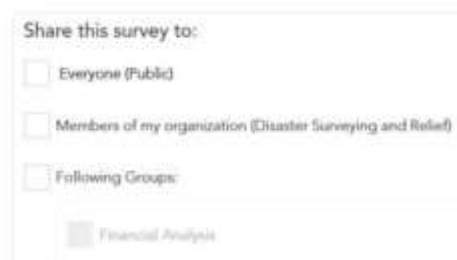 Share this survey to:
Everyone (Public)
Members of my organization (Disaster Surveying and Relief)
Following Groups:
Financial Analysis